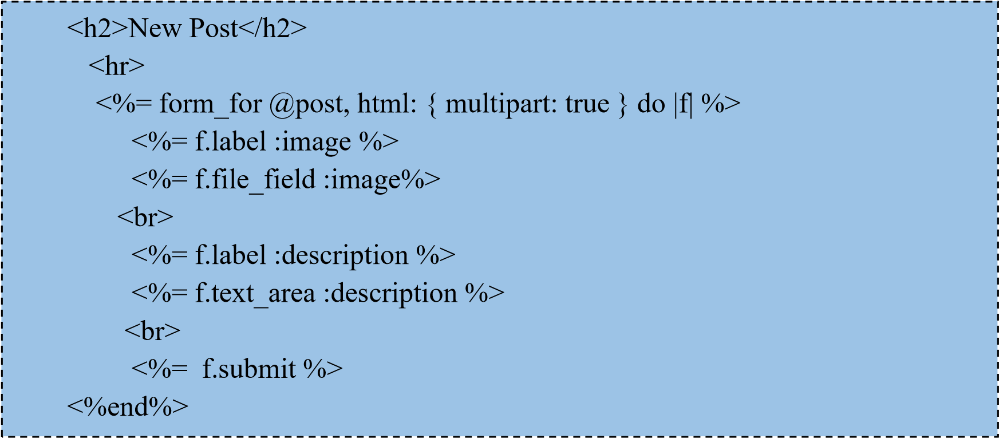 <h2>New Post</h2>
<hr>
<%= form_for @post, html: { multipart: true } do |f| %>
<%= f.label :image %>
<%= f.file_field :image%>
<br>
<%= f.label :description %>
<%= f.text_area :description %>
<br>
<%=  f.submit %>
<%end%>